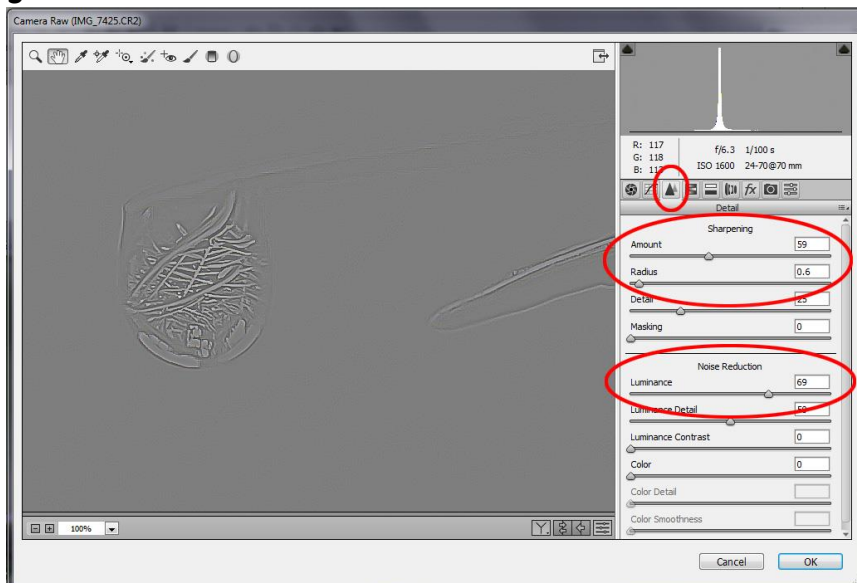 Camera Raw (IMG_7425.CR2)
R: 117
G: 118
B: 
f/6.3 1/100 s
ISO 1600 24-70@70 mm
fx
Detail
Sharpening
Amount 59
Radius 0.6
Detail 25
Masking 0
Noise Reduction
Luminance 69
Luminance Detail 50
Luminance Contrast 0
Color 0
Color Detail
Color Smoothness
100%
Y
Cancel OK